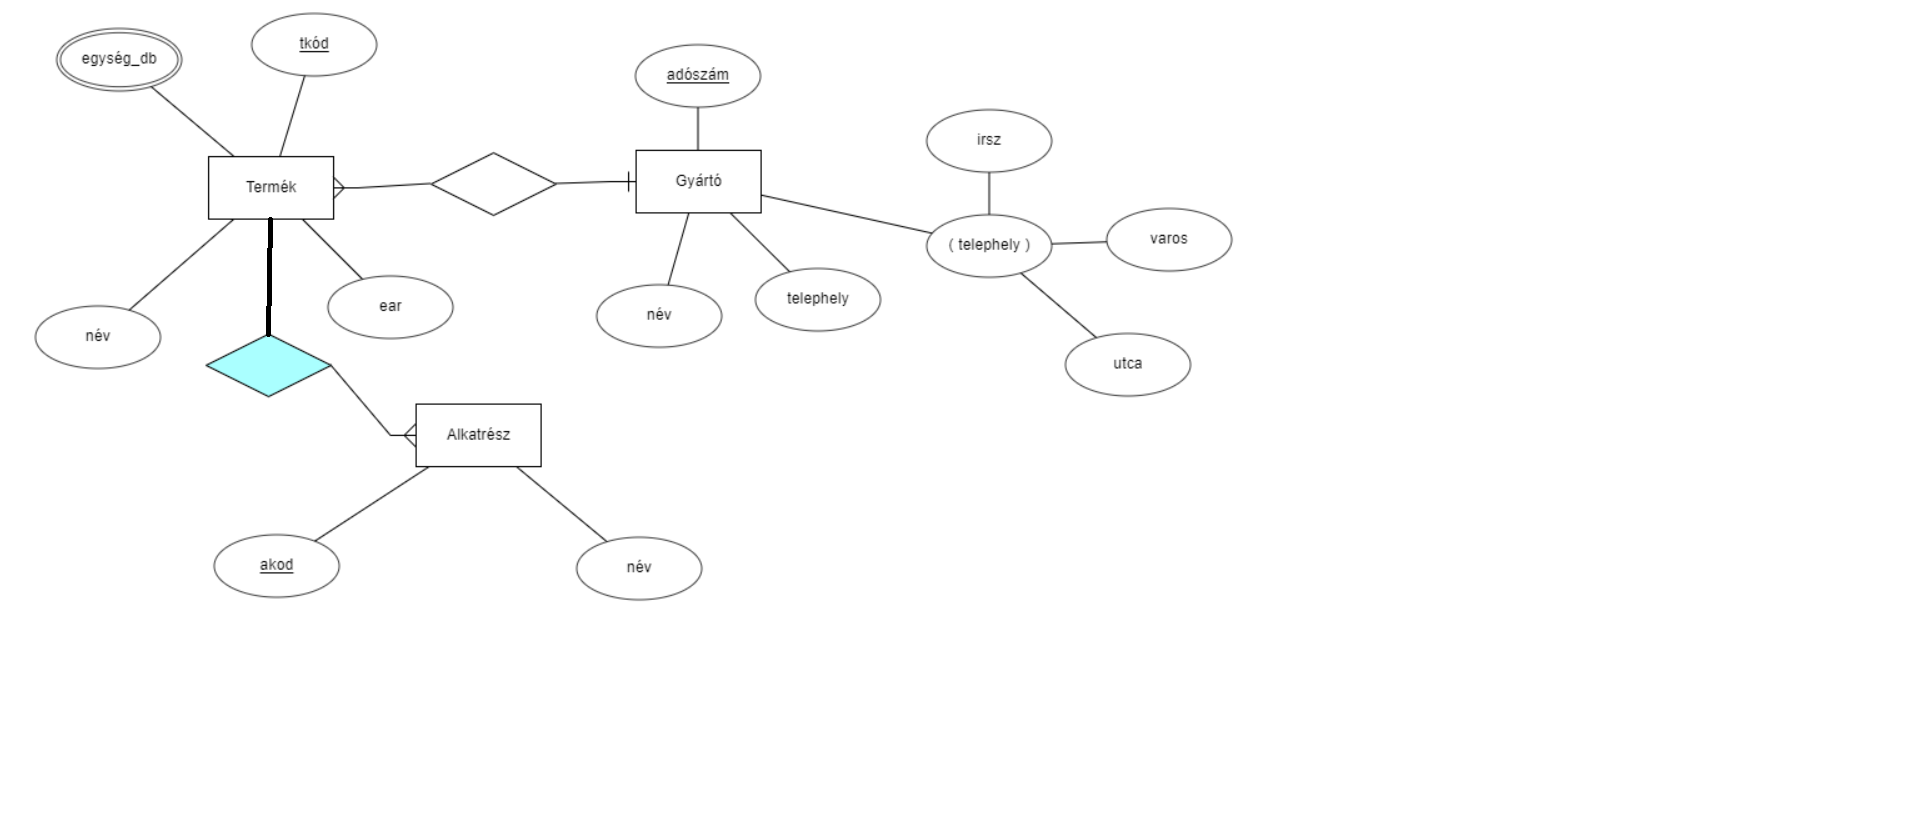 egység_db
tkód
adószám
irsz
Termék
Gyártó
varos
( telephely )
telephely
ear
név
név
utca
Alkatrész
akod
név